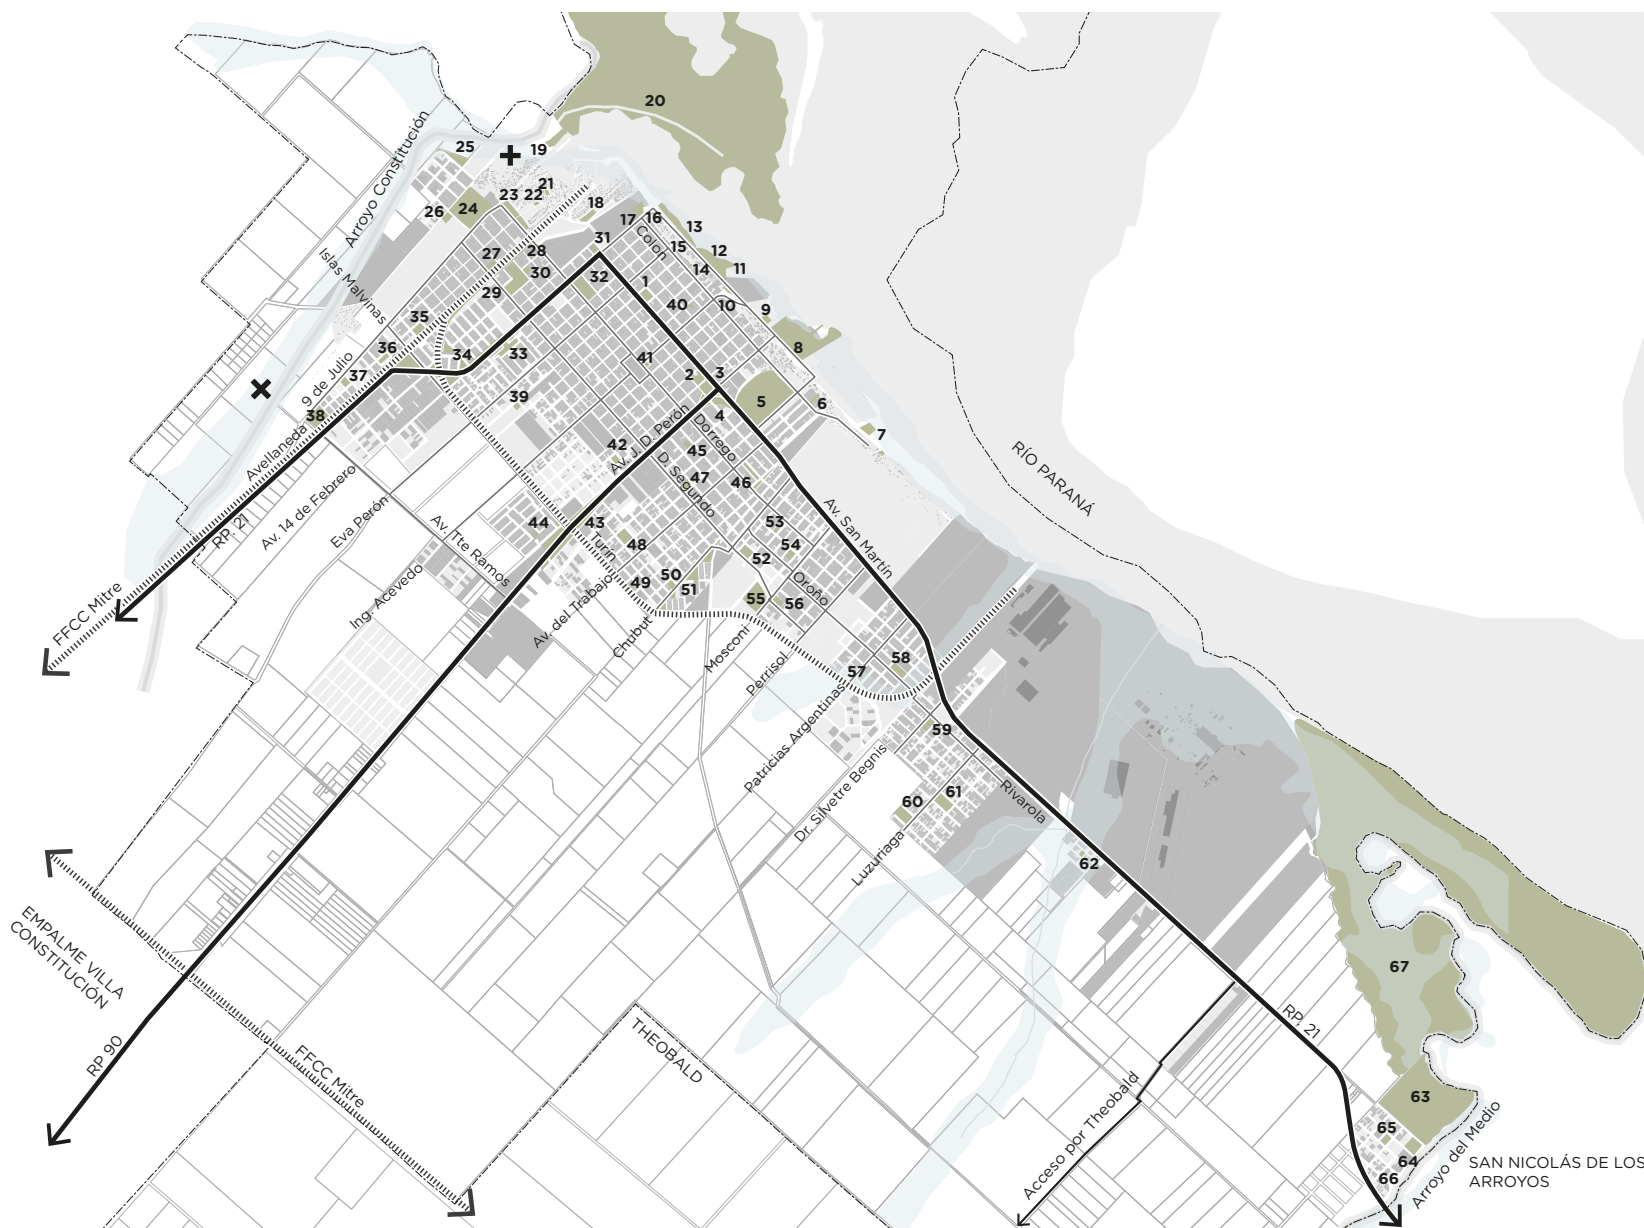 20
Arroyo Constitución
25
19
21
23
22
26
24
18
17
16
13
Colon
15
12
31
Islas Malvinas
27
28
14
11
30
32
1
29
40
10
9
35
36
33
8
34
41
9 de Julio
37
2
3
39
5
6
38
4
7
Avellaneda
Av. J. D. Perón
Dorrego
42
45
RÍO PARANÁ
D. Segundo
47
46
Av. 14 de Febrero
Eva Perón
RP. 21
Av. Tte Ramos
44
43
53
Av. San Martín
Turin
48
54
52
FFCC Mitre
Ing. Acevedo
49
50
51
Oroño
55
56
Av. del Trabajo
Chubut
Mosconi
Perrisol
58
57
Patricias Argentinas
59
Dr. Silvetre Begnis
60
61
Rivarola
Luzuriaga
62
EMPALME VILLA
CONSTITUCIÓN
67
RP. 21
THEOBALD
RP 90
FFCC Mitre
Acceso por Theobald
63
65
64
66
Arroyo del Medio
SAN NICOLÁS DE LOS
ARROYOS